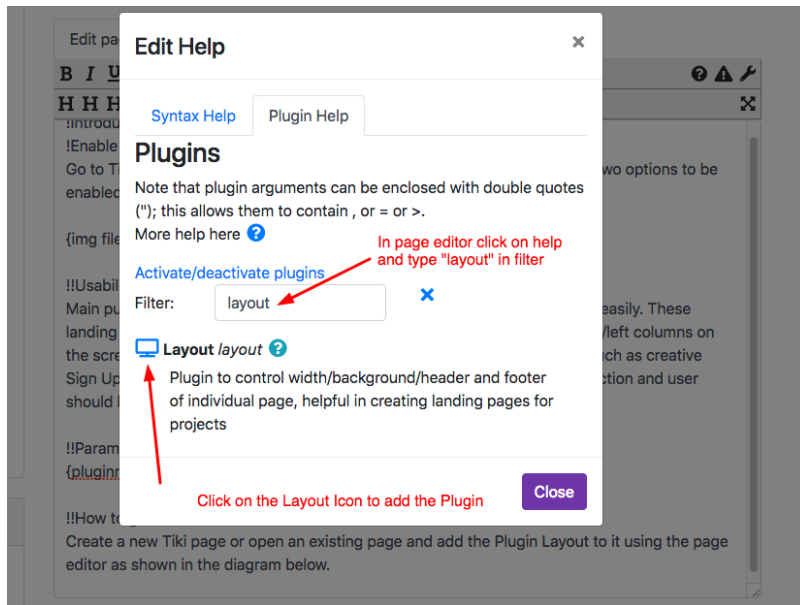 Edit pa
Edit Help
×
B I U
H H H
Syntax Help Plugin Help
!Introdu
!Enable
Plugins
Go to Ti
wo options to be
enabled
Note that plugin arguments can be enclosed with double quotes
("); this allows them to contain , or = or >.
More help here ?
{img file
In page editor click on help
and type "layout" in filter
Activate/deactivate plugins
!!Usabil
Filter: layout ×
Main pu
easily. These
landing
/left columns on
the scre
Layout layout ?
ch as creative
Sign Up
Plugin to control width/background/header and footer
ction and user
should
of individual page, helpful in creating landing pages for
projects
!!Param
{pluginr
Click on the Layout Icon to add the Plugin
Close
!!How to
Create a new Tiki page or open an existing page and add the Plugin Layout to it using the page
editor as shown in the diagram below.